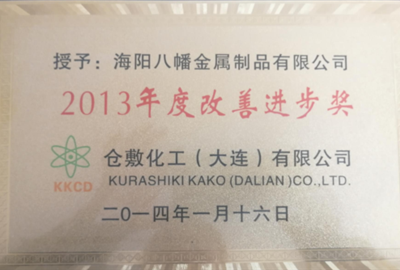 授予：海阳八幡金属制品有限公司
2013年度改善进步奖
KKCD
仓敷化工（大连）有限公司
KURASHIKI KAKO (DALIAN) CO.,LTD.
二〇一四年一月十六日